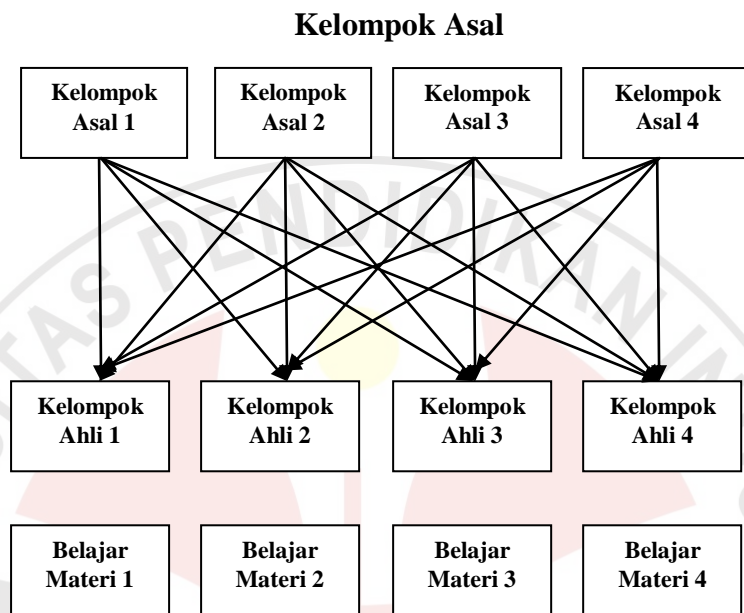 Kelompok Asal
Kelompok
Asal 1
Kelompok
Asal 2
Kelompok
Asal 3
Kelompok
Asal 4
Kelompok
Ahli 1
Kelompok
Ahli 2
Kelompok
Ahli 3
Kelompok
Ahli 4
Belajar
Materi 1
Belajar
Materi 2
Belajar
Materi 3
Belajar
Materi 4